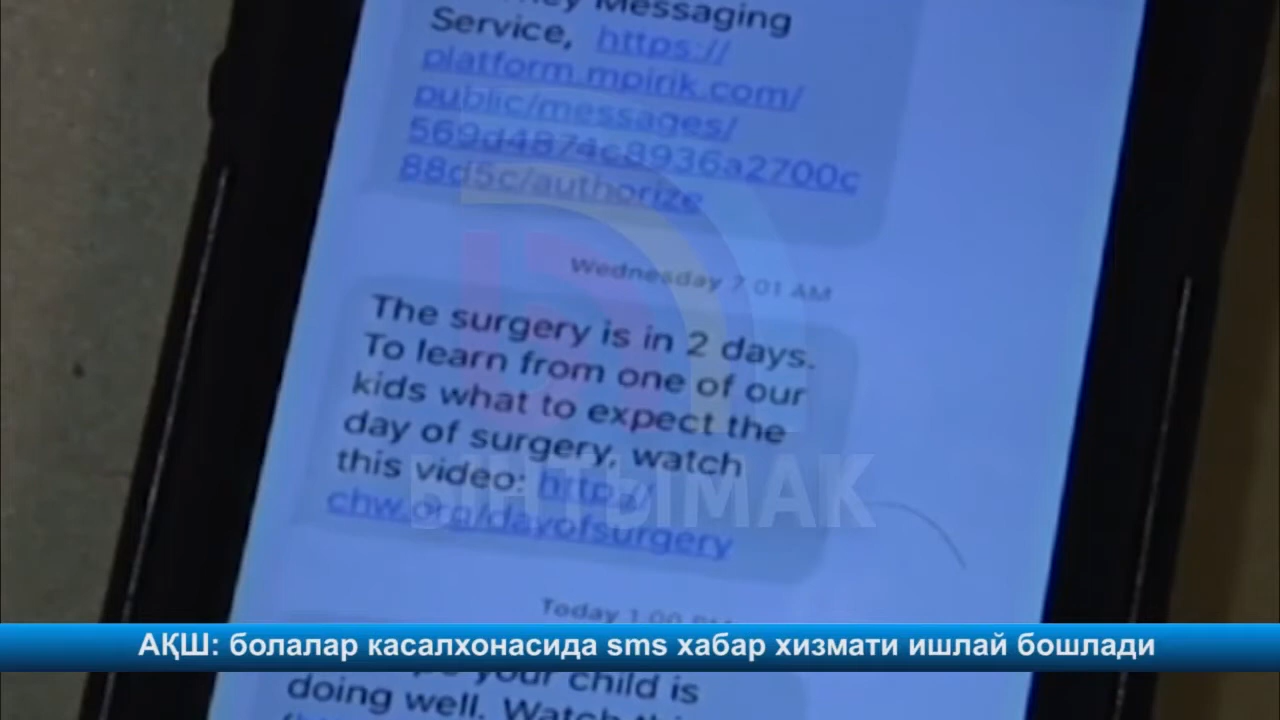 Messaging
Service, https://
platform.mpirik.com/
public/messages/
569d4874c8936a2700c
88d5c/authorize
Wednesday 7:01 AM
The surgery is in 2 days.
To learn from one of our
kids what to expect the
day of surgery, watch
this video: http://
chw.org/dayofsurgery
ЫНТЫМАК
Today 1:00 PM
АҚШ: болалар касалхонасида sms хабар хизмати ишлай бошлади
your child is
doing well. Watch